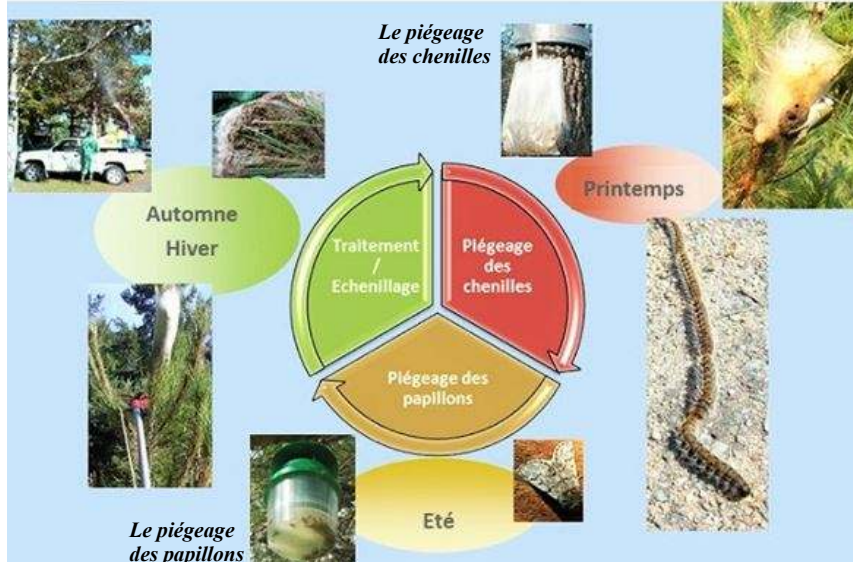 Le piégeage
des chenilles
Printemps
Automne
Hiver
Traitement
/
Echenillage
Piégeage
des
chenilles
Piégeage des
papillons
Eté
Le piégeage
des papillons